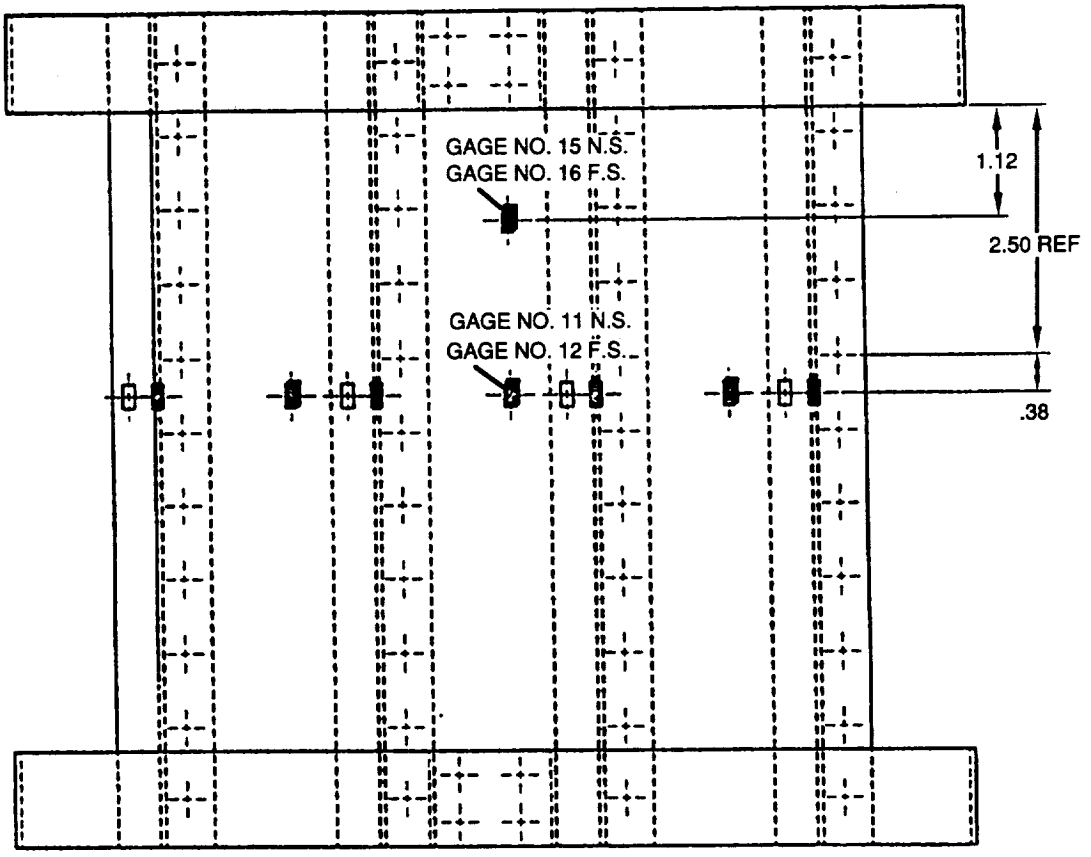 GAGE NO. 15 N.S.
GAGE NO. 16 F.S.
1.12
2.50 REF
GAGE NO. 11 N.S.
GAGE NO. 12 F.S.
.38